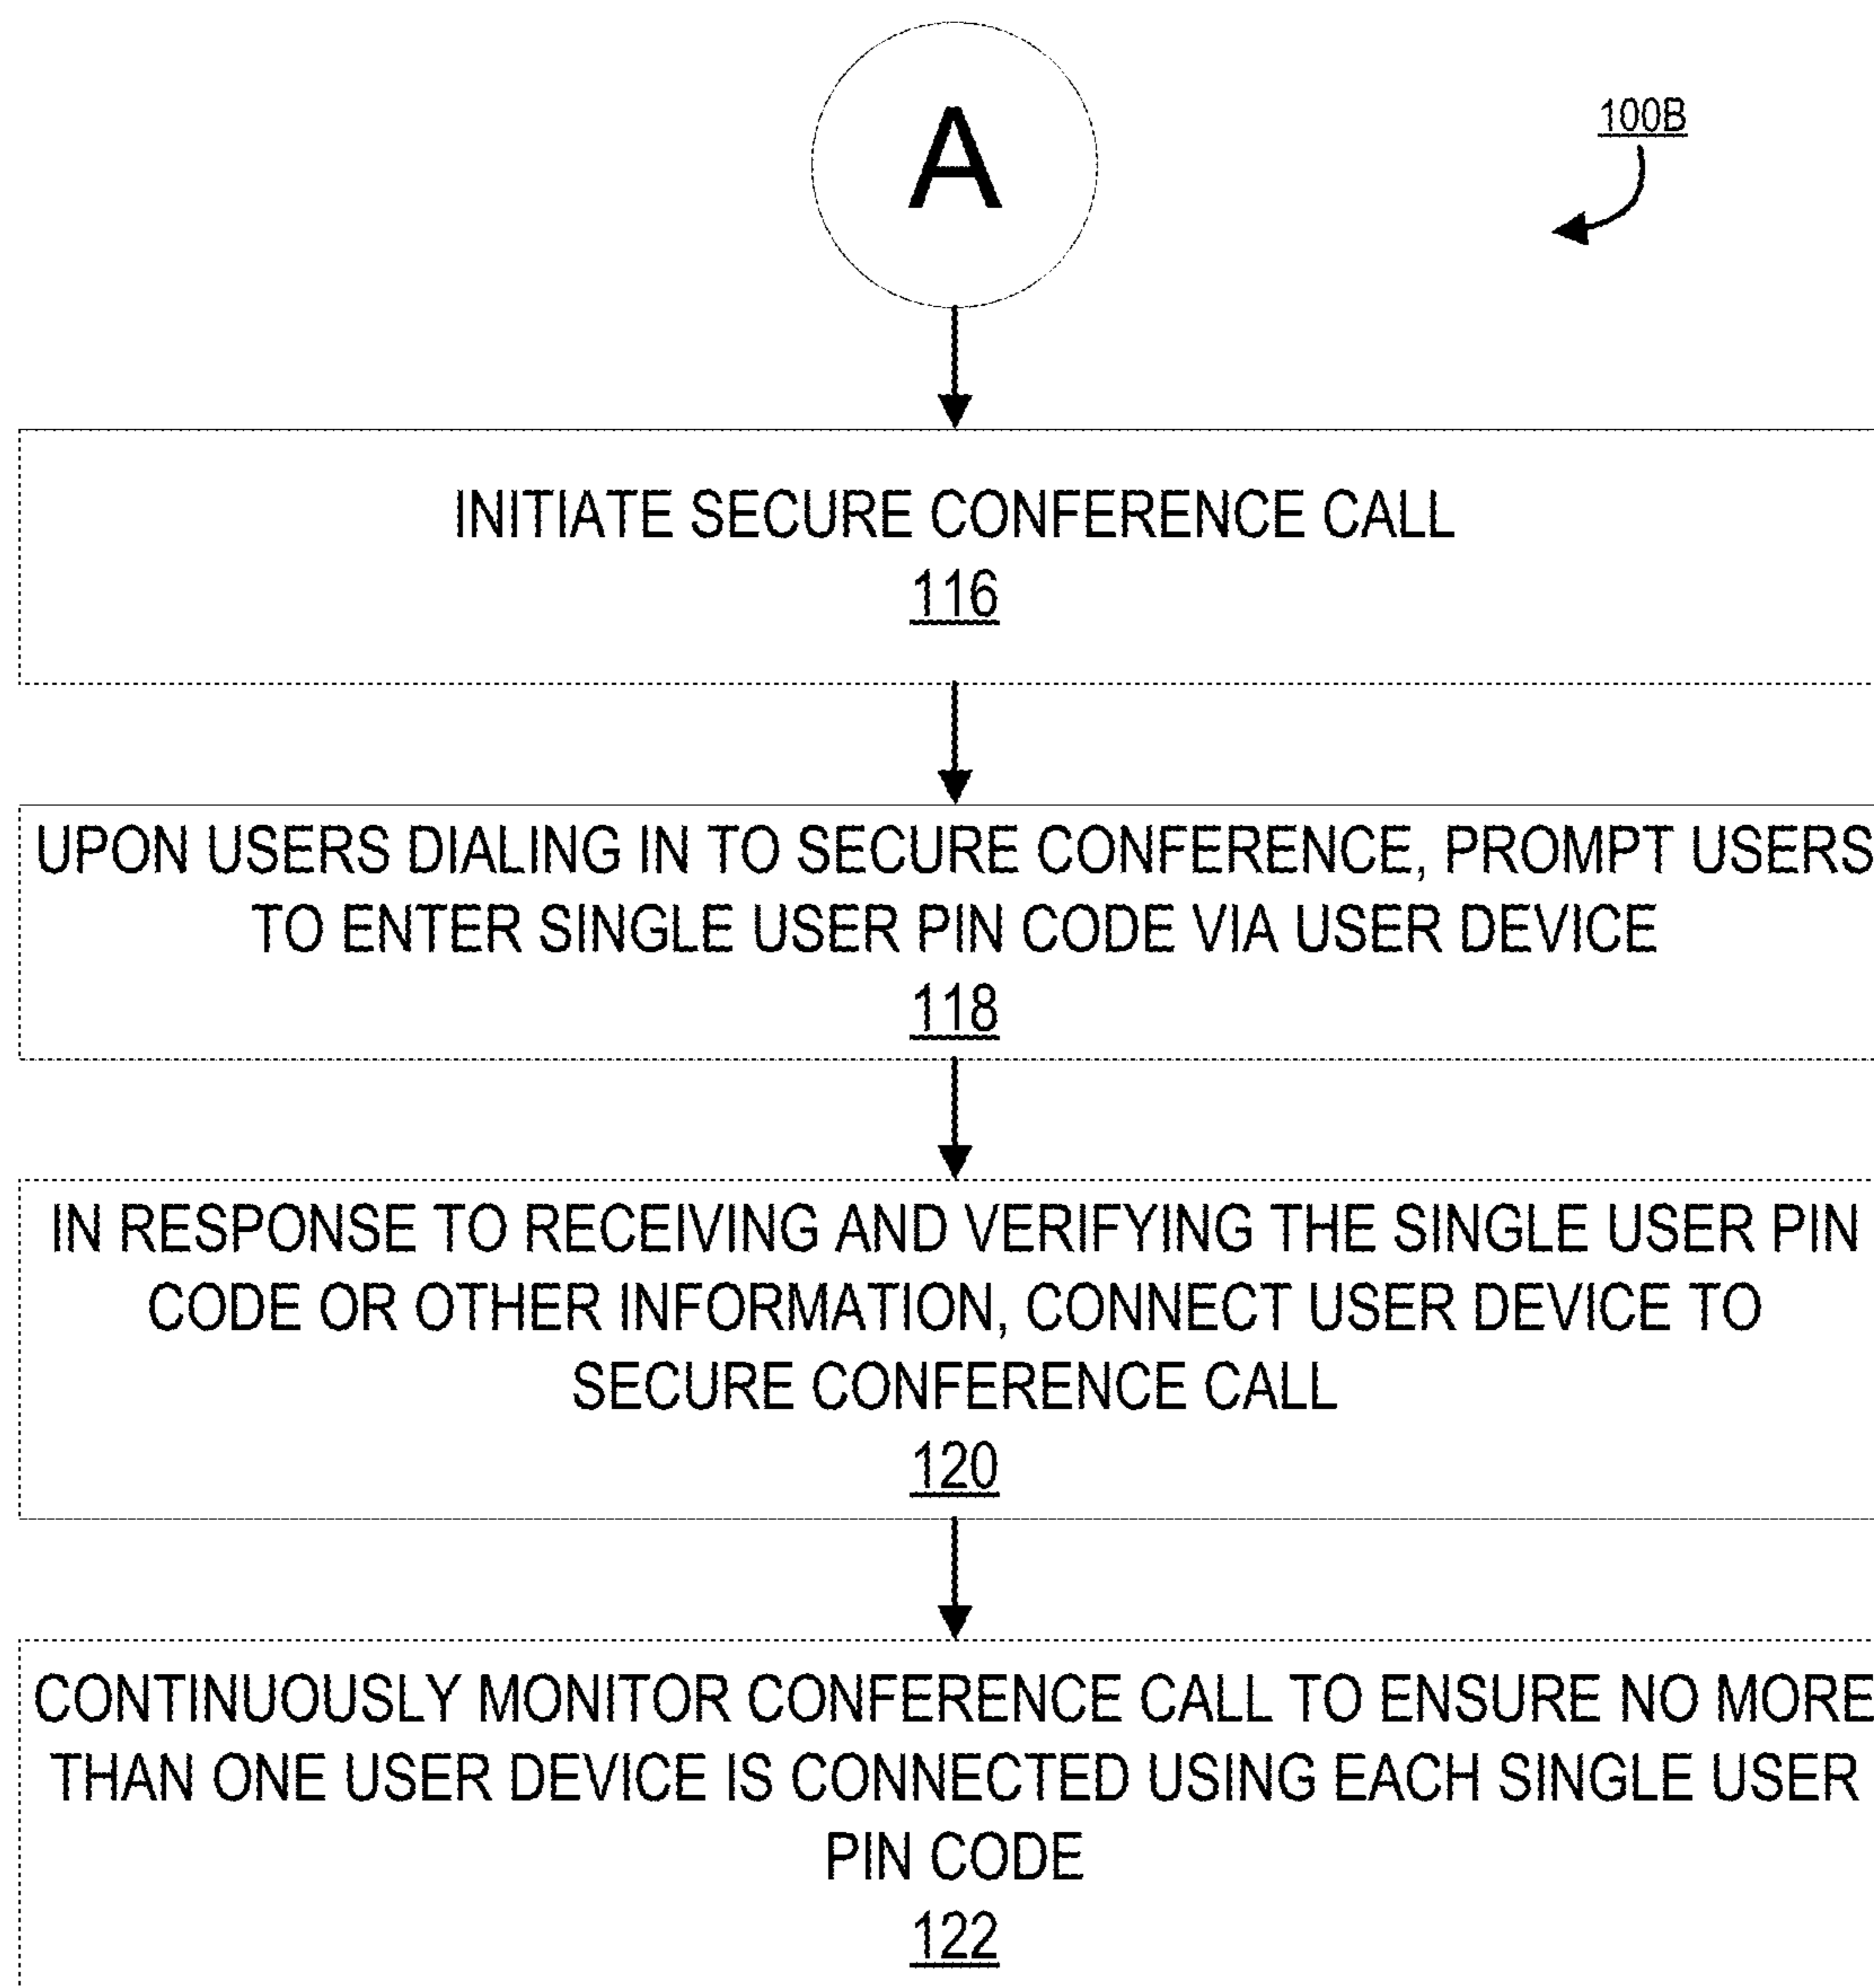 A
100B
INITIATE SECURE CONFERENCE CALL
116
UPON USERS DIALING IN TO SECURE CONFERENCE, PROMPT USERS
TO ENTER SINGLE USER PIN CODE VIA USER DEVICE
118
IN RESPONSE TO RECEIVING AND VERIFYING THE SINGLE USER PIN
CODE OR OTHER INFORMATION, CONNECT USER DEVICE TO
SECURE CONFERENCE CALL
120
CONTINUOUSLY MONITOR CONFERENCE CALL TO ENSURE NO MORE
THAN ONE USER DEVICE IS CONNECTED USING EACH SINGLE USER
PIN CODE
122